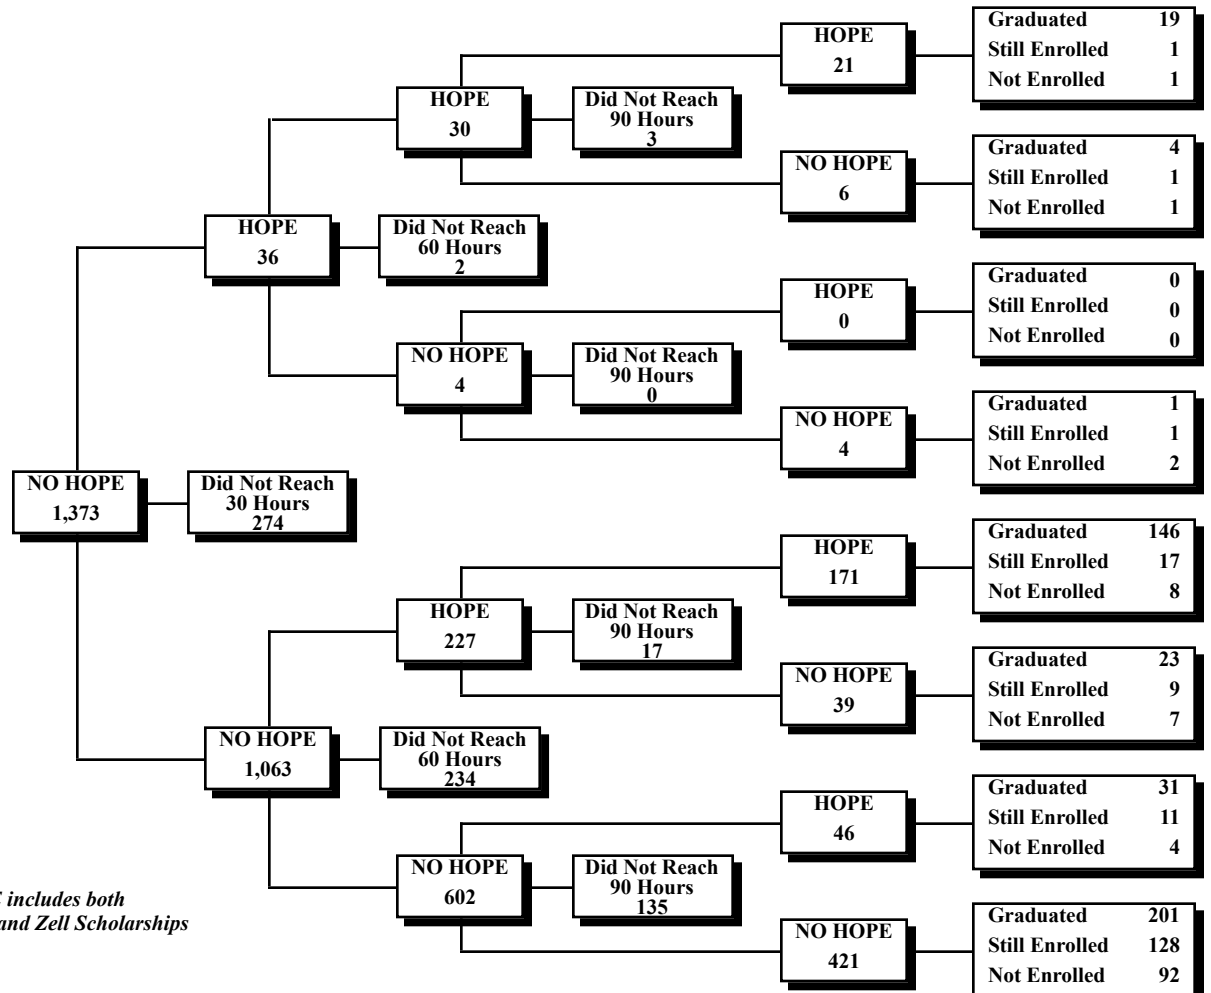 HOPE
21
Graduated 19
Still Enrolled 1
Not Enrolled 1
HOPE
30
Did Not Reach
90 Hours
3
NO HOPE
6
Graduated 4
Still Enrolled 1
Not Enrolled 1
HOPE
36
Did Not Reach
60 Hours
2
HOPE
0
Graduated 0
Still Enrolled 0
Not Enrolled 0
NO HOPE
4
Did Not Reach
90 Hours
0
NO HOPE
4
Graduated 1
Still Enrolled 1
Not Enrolled 2
NO HOPE
1,373
Did Not Reach
30 Hours
274
HOPE
171
Graduated 146
Still Enrolled 17
Not Enrolled 8
HOPE
227
Did Not Reach
90 Hours
17
NO HOPE
39
Graduated 23
Still Enrolled 9
Not Enrolled 7
NO HOPE
1,063
Did Not Reach
60 Hours
234
HOPE
46
Graduated 31
Still Enrolled 11
Not Enrolled 4
NO HOPE
602
Did Not Reach
90 Hours
135
NO HOPE
421
Graduated 201
Still Enrolled 128
Not Enrolled 92
includes both
and Zell Scholarships